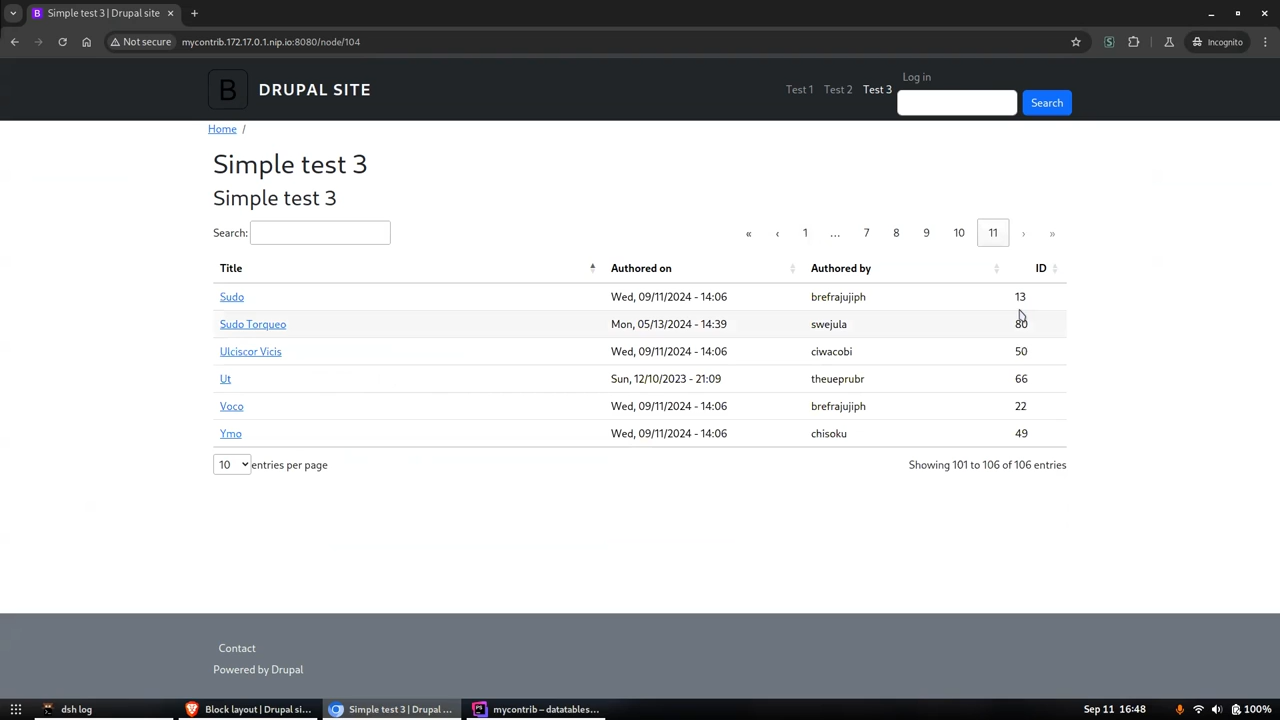 Simple test 3 | Drupal site
Not secure mycontrib.172.17.0.1.nip.io:8080/node/104 Incognito
B DRUPAL SITE Test 1 Test 2 Test 3 Log in
Search
Home /
Simple test 3
Simple test 3
Search: « ‹ 1 ... 7 8 9 10 11 › »
Title Authored on Authored by ID
Sudo Wed, 09/11/2024 - 14:06 brefrajujiph 13
Sudo Torqueo Mon, 05/13/2024 - 14:39 swejula 80
Ulciscor Vicis Wed, 09/11/2024 - 14:06 ciwacobi 50
Ut Sun, 12/10/2023 - 21:09 theueprubr 66
Voco Wed, 09/11/2024 - 14:06 brefrajujiph 22
Ymo Wed, 09/11/2024 - 14:06 chisoku 49
10 entries per page Showing 101 to 106 of 106 entries
Contact
Powered by Drupal
dsh log Block layout | Drupal si... Simple test 3 | Drupal ... mycontrib – datatables... Sep 11 16:48 100%